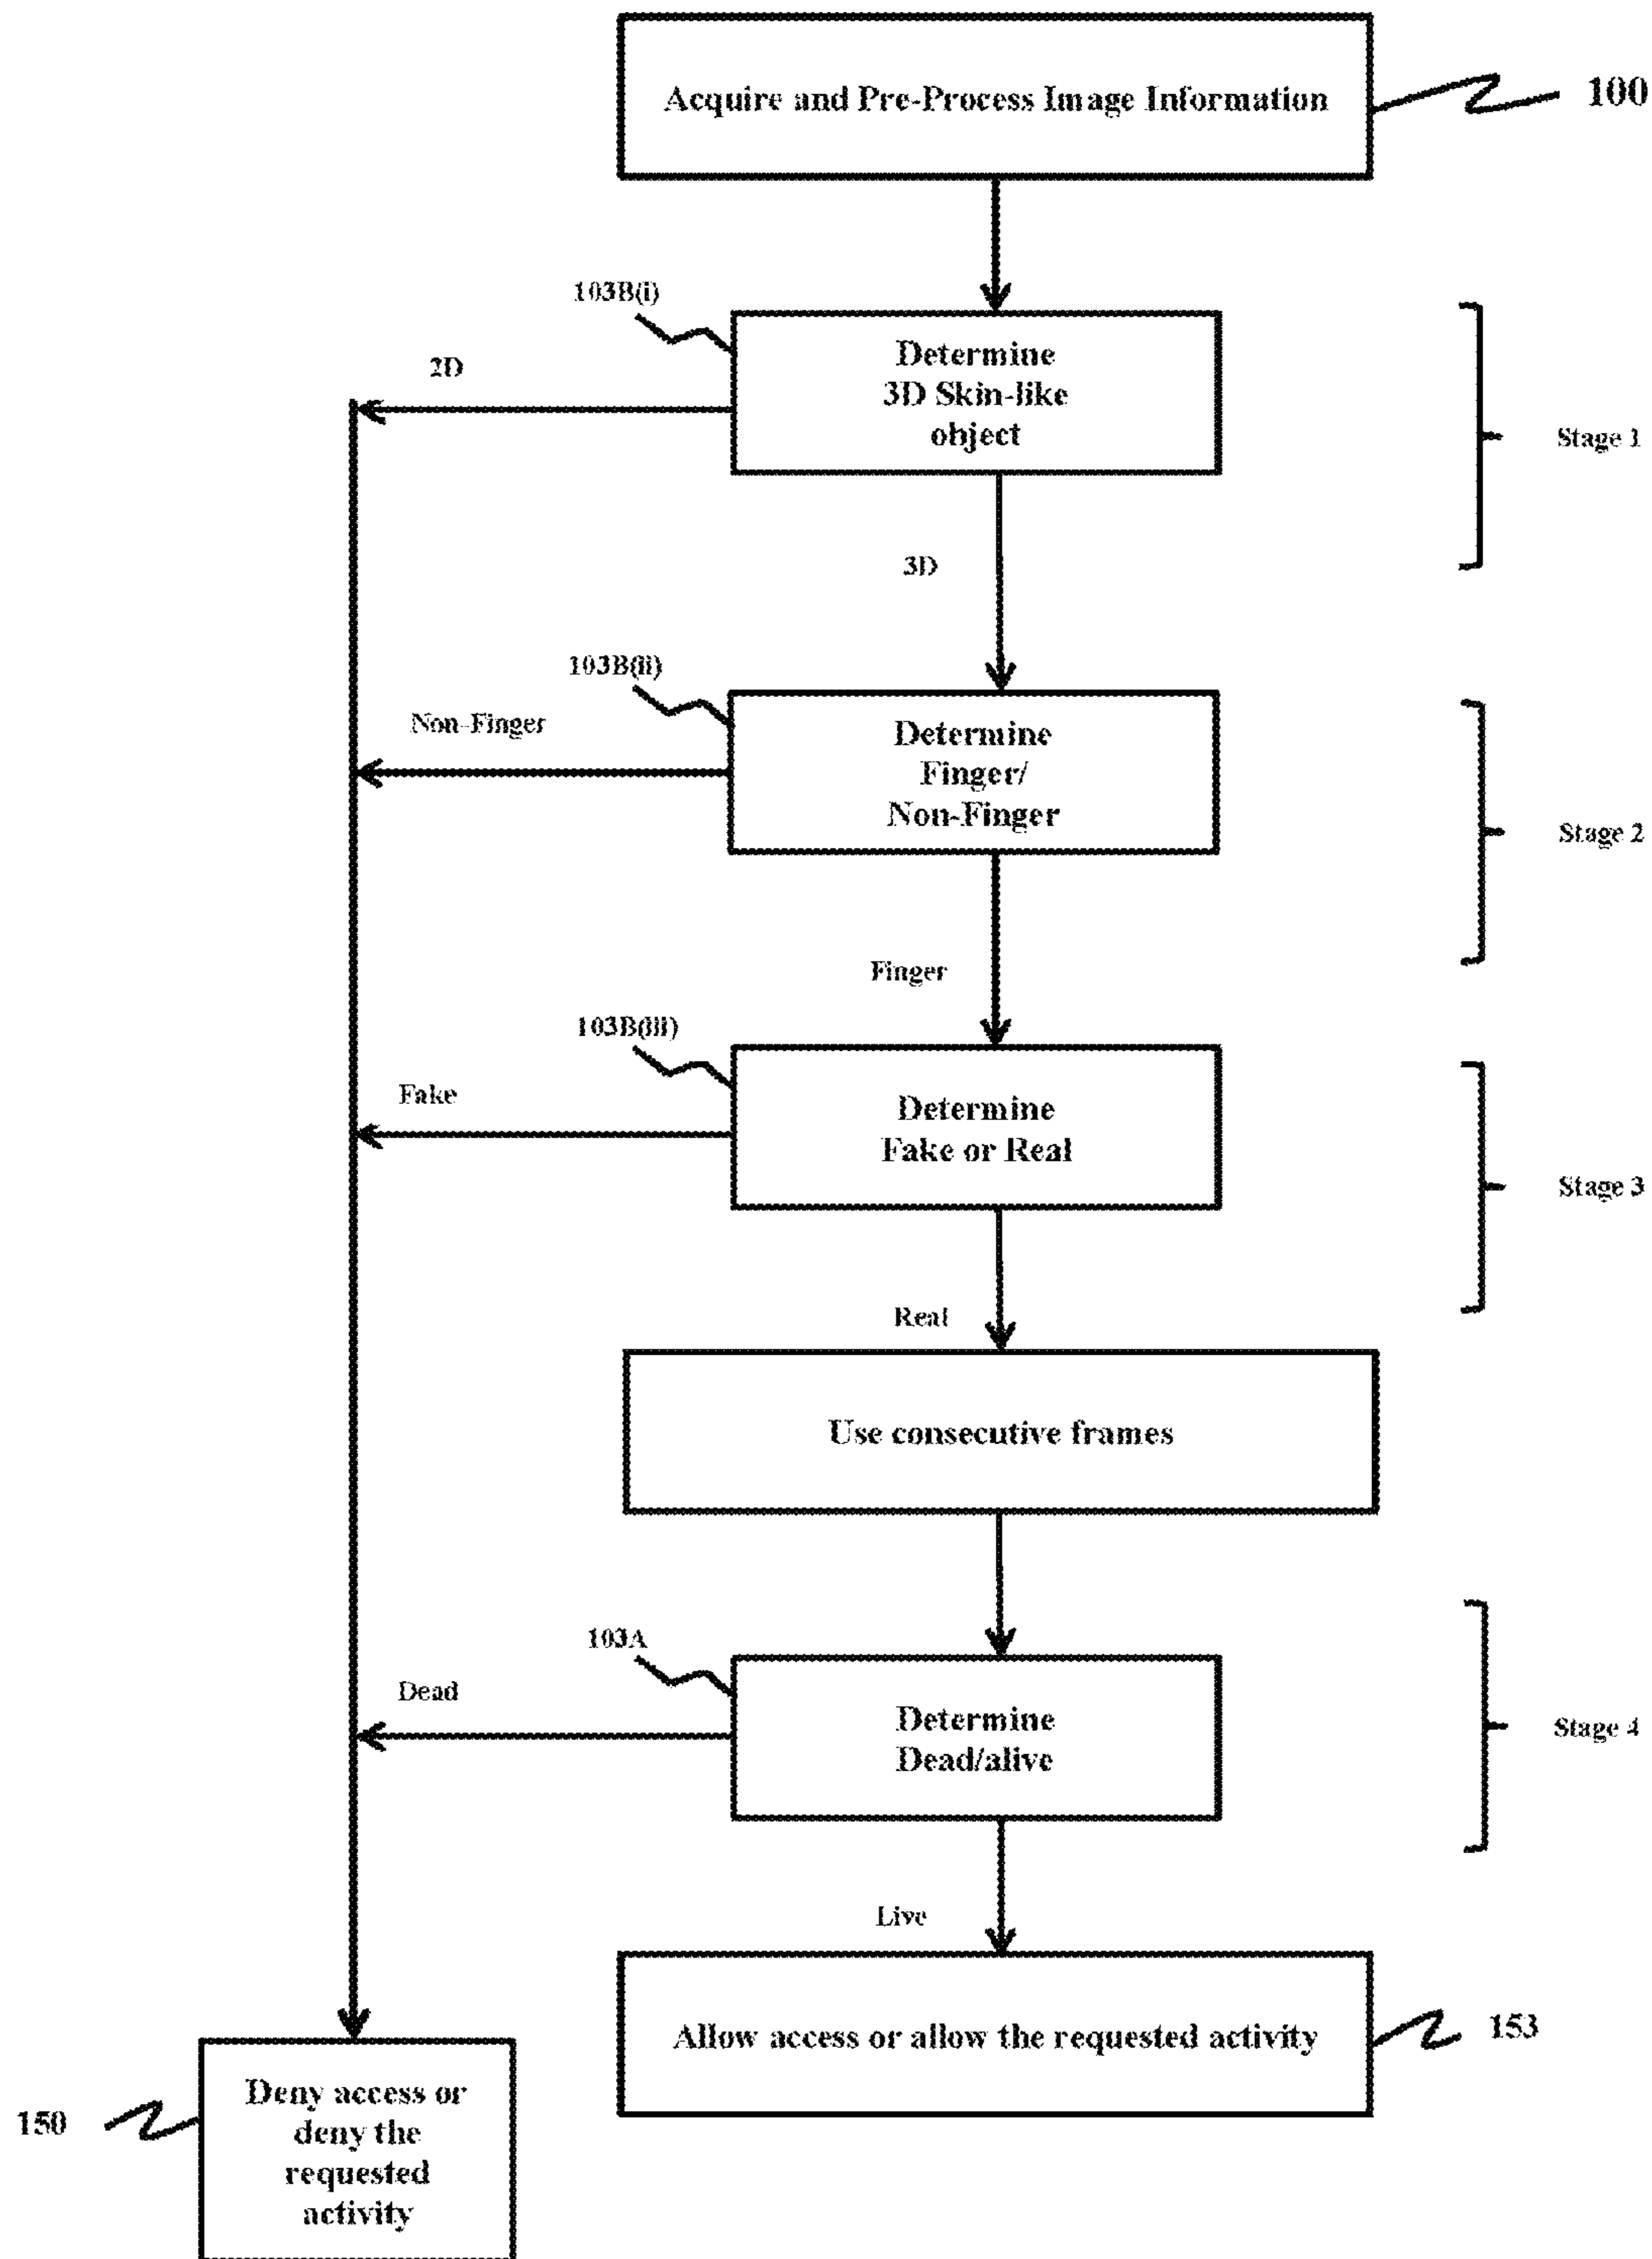 Acquire and Pre-Process Image Information
100
103B(i)
2D
Determine
3D Skin-like
object
Stage 1
3D
103B(ii)
Non-Finger
Determine
Finger/
Non-Finger
Stage 2
Finger
103B(iii)
Fake
Determine
Fake or Real
Stage 3
Real
Use consecutive frames
103A
Dead
Determine
Dead/alive
Stage 4
Live
Allow access or allow the requested activity
153
150
Deny access or
deny the
requested
activity